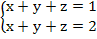 x + y + z = 1
x + y + z = 2